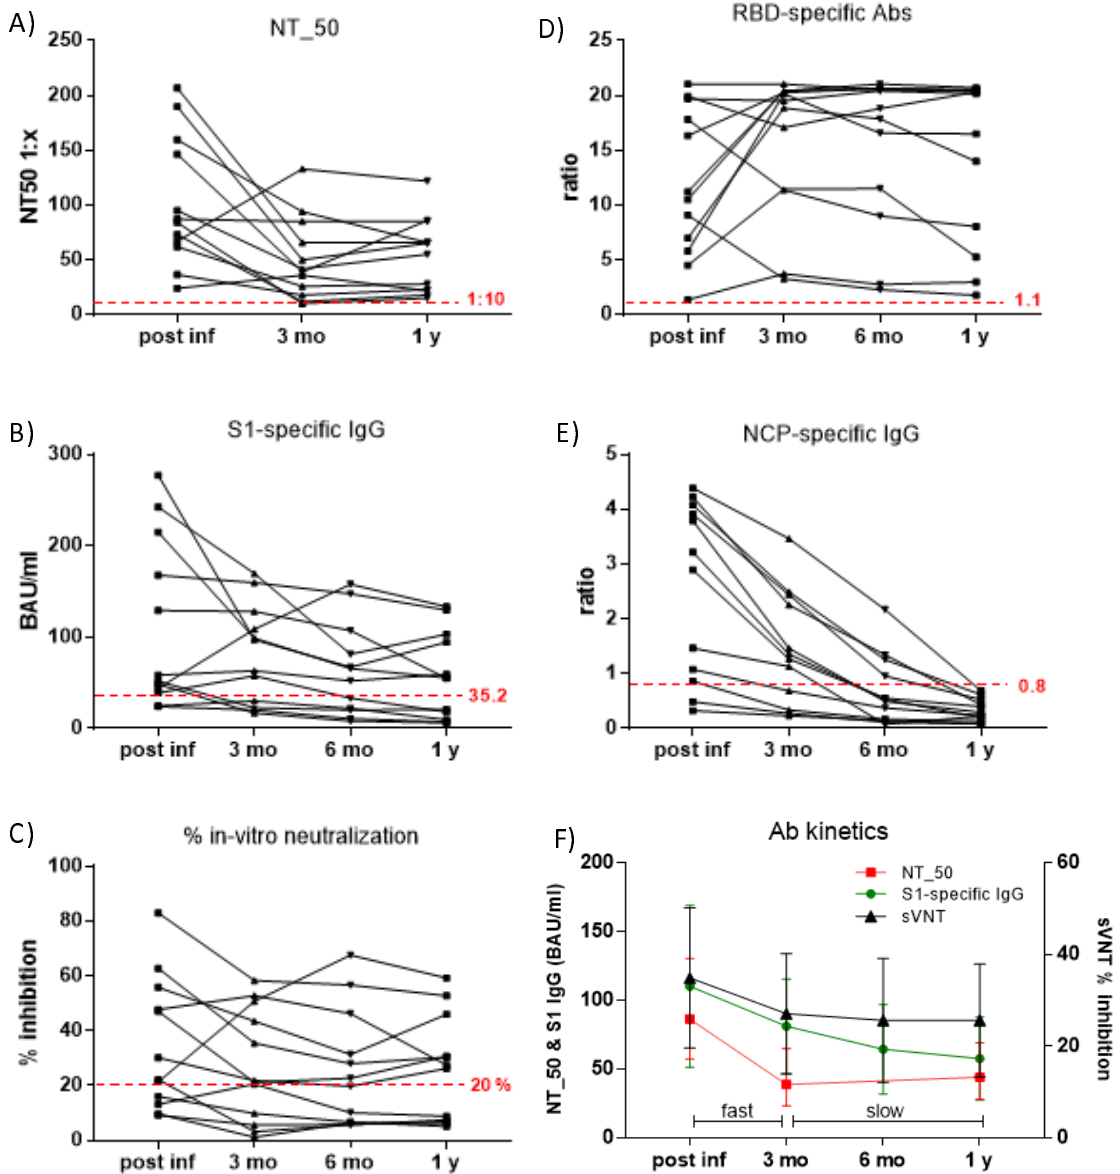 A)
NT_50
NT50 1:x
250
200
150
100
50
0
1:10
post inf 3 mo 1 y
D)
RBD-specific Abs
ratio
25
20
15
10
5
0
1.1
post inf 3 mo 6 mo 1 y
B)
S1-specific IgG
BAU/ml
300
200
100
0
35.2
post inf 3 mo 6 mo 1 y
E)
NCP-specific IgG
ratio
5
4
3
2
1
0
0.8
post inf 3 mo 6 mo 1 y
C)
% in-vitro neutralization
% inhibition
100
80
60
40
20
0
20 %
post inf 3 mo 6 mo 1 y
F)
Ab kinetics
NT_50 & S1 IgG (BAU/ml)
200
150
100
50
0
NT_50
S1-specific IgG
sVNT
60
40
20
0
sVNT % inhibition
fast slow
post inf 3 mo 6 mo 1 y